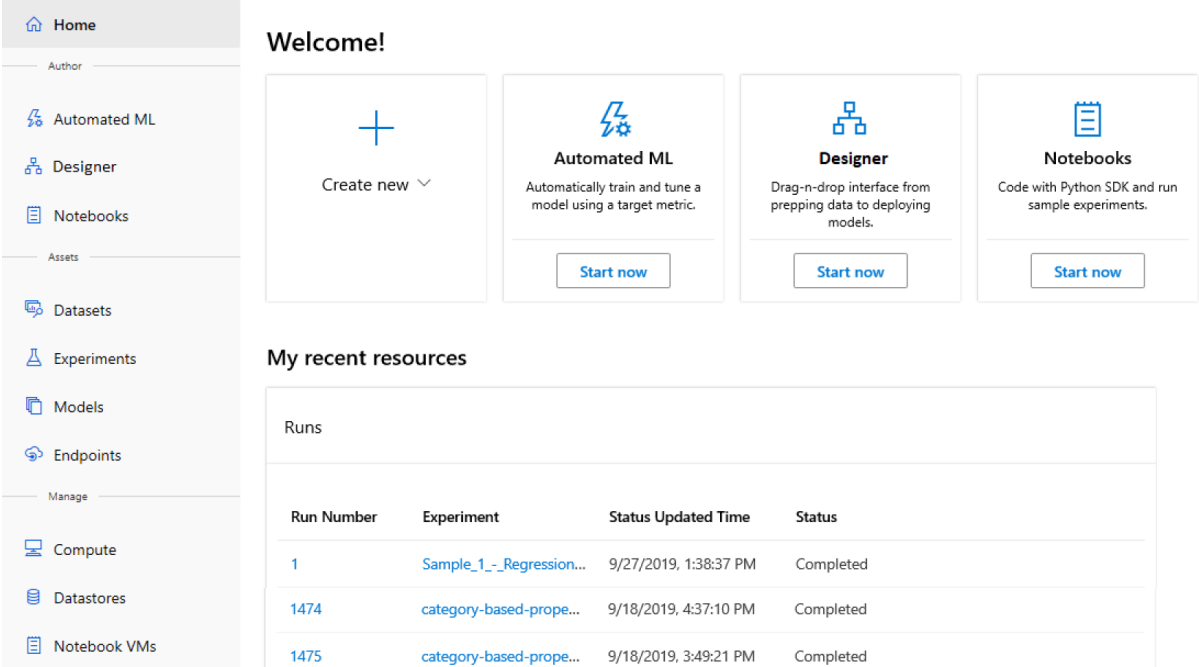 Home
Author
Automated ML
Designer
Notebooks
Assets
Datasets
Experiments
Models
Endpoints
Manage
Compute
Datastores
Notebook VMs
Welcome!
Create new
Automated ML
Automatically train and tune a
model using a target metric.
Start now
Designer
Drag-n-drop interface from
prepping data to deploying
models.
Start now
Notebooks
Code with Python SDK and run
sample experiments.
Start now
My recent resources
Runs
Run Number Experiment Status Updated Time Status
1 Sample_1_-_Regression... 9/27/2019, 1:38:37 PM Completed
1474 category-based-prope... 9/18/2019, 4:37:10 PM Completed
1475 category-based-prope... 9/18/2019, 3:49:21 PM Completed